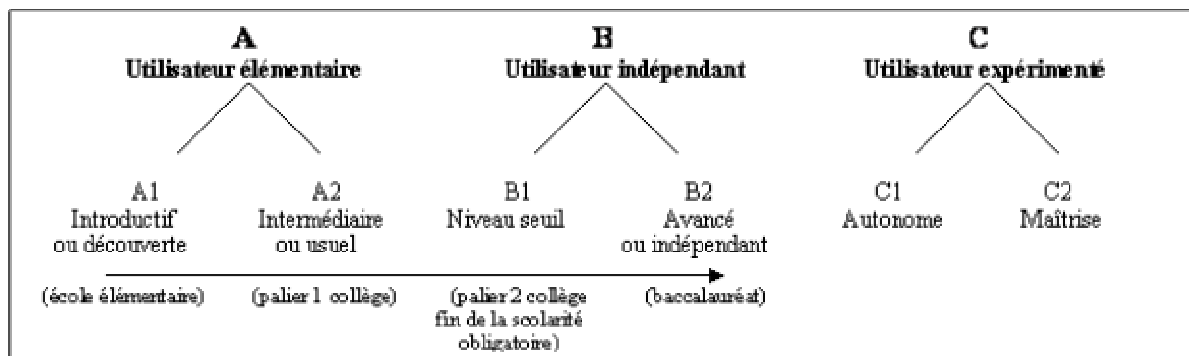 A B C
Utilisateur élémentaire Utilisateur indépendant Utilisateur expérimenté
A1 A2 B1 B2 C1 C2
Introductif Intermédiaire Niveau seuil Avancé Autonome Maîtrise
ou découverte ou usuel ou indépendant
(école élémentaire) (palier 1 collège) (palier 2 collège (baccalauréat)
fin de la scolarité
obligatoire)